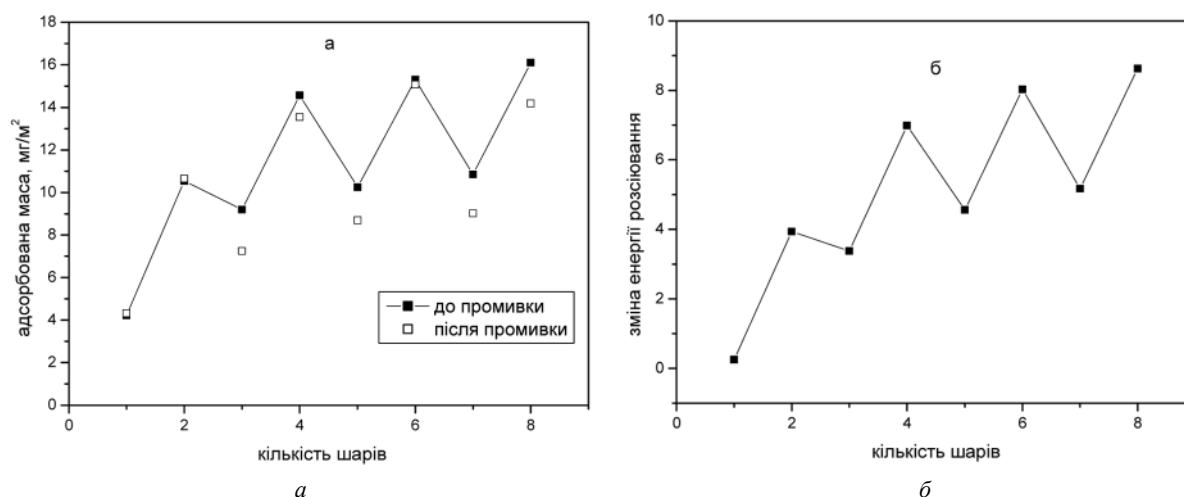 а
адсорбована маса, мг/м²
18
16
14
12
10
8
6
4
2
0
до промивки
після промивки
0 2 4 6 8
кількість шарів
а
б
зміна енергії розсіювання
10
8
6
4
2
0
0 2 4 6 8
кількість шарів
б